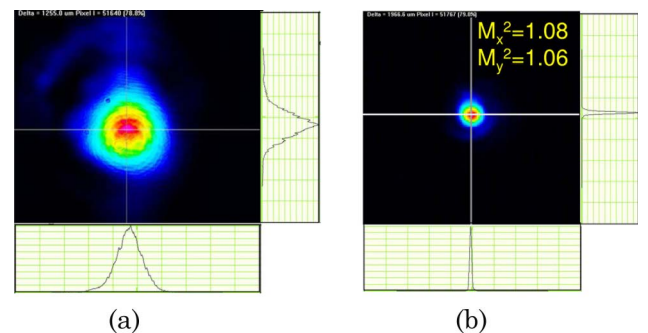 Delta = 1255.0 um Pixel I = 51640 (78.8%)
Delta = 1966.6 um Pixel I = 51767 (79.0%)
Mx²=1.08
My²=1.06
(a)
(b)